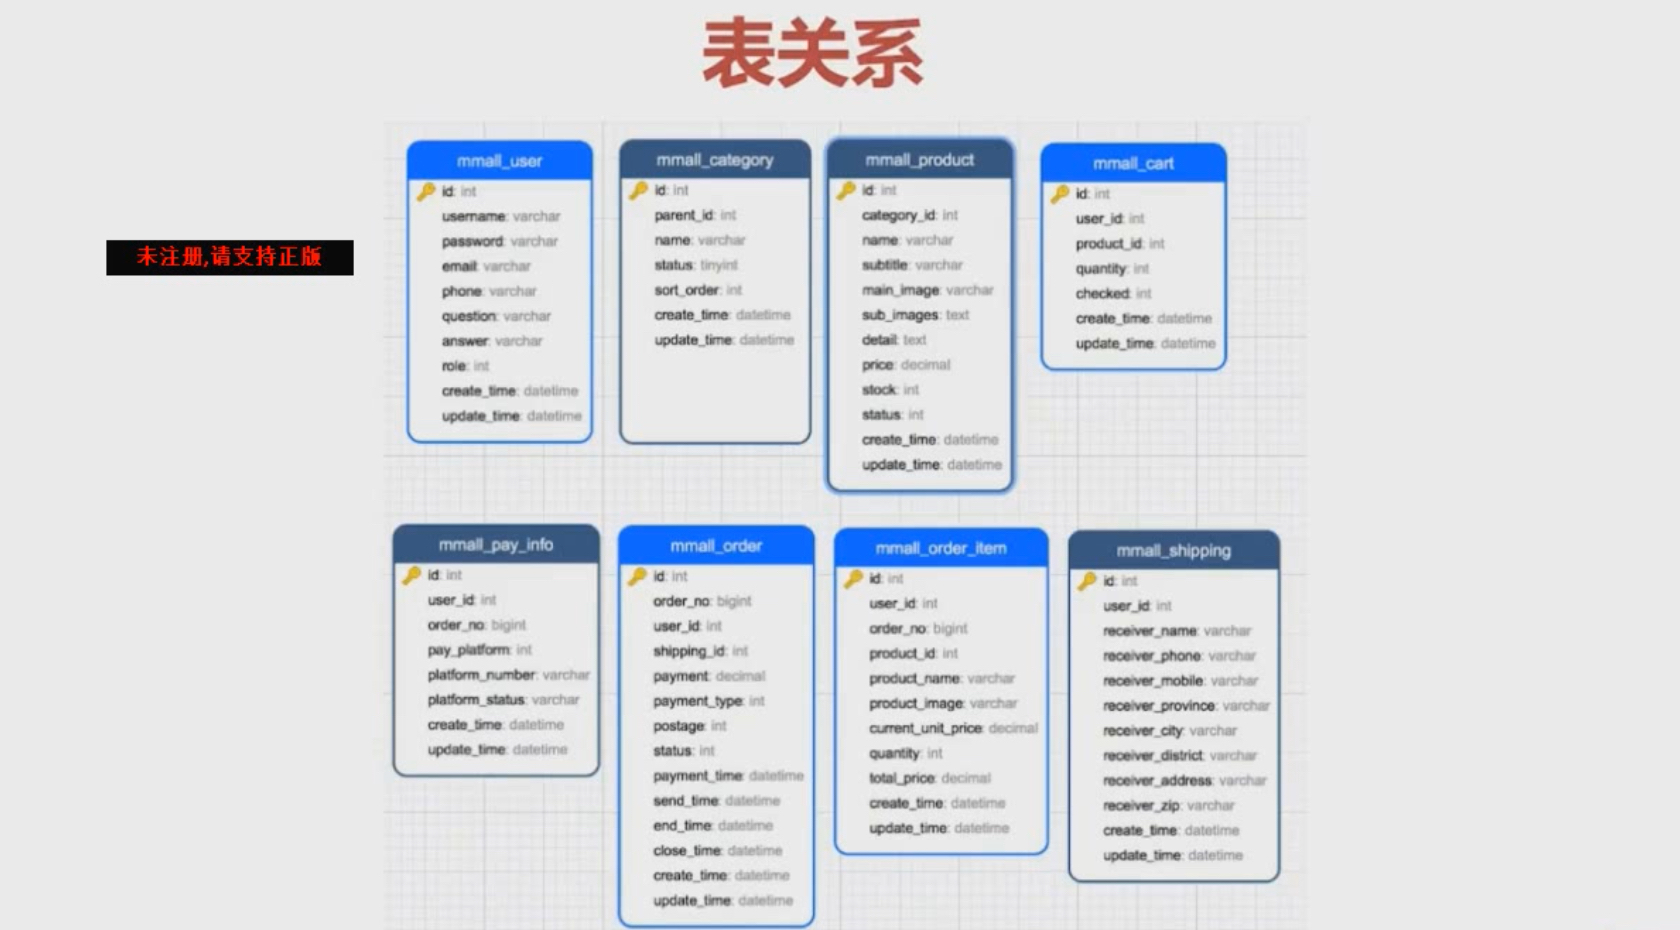 表关系
未注册,请支持正版
mmall_user
id: int
username: varchar
password: varchar
email: varchar
phone: varchar
question: varchar
answer: varchar
role: int
create_time: datetime
update_time: datetime
mmall_category
id: int
parent_id: int
name: varchar
status: tinyint
sort_order: int
create_time: datetime
update_time: datetime
mmall_product
id: int
category_id: int
name: varchar
subtitle: varchar
main_image: varchar
sub_images: text
detail: text
price: decimal
stock: int
status: int
create_time: datetime
update_time: datetime
mmall_cart
id: int
user_id: int
product_id: int
quantity: int
checked: int
create_time: datetime
update_time: datetime
mmall_pay_info
id: int
user_id: int
order_no: bigint
pay_platform: int
platform_number: varchar
platform_status: varchar
create_time: datetime
update_time: datetime
mmall_order
id: int
order_no: bigint
user_id: int
shipping_id: int
payment: decimal
payment_type: int
postage: int
status: int
payment_time: datetime
send_time: datetime
end_time: datetime
close_time: datetime
create_time: datetime
update_time: datetime
mmall_order_item
id: int
user_id: int
order_no: bigint
product_id: int
product_name: varchar
product_image: varchar
current_unit_price: decimal
quantity: int
total_price: decimal
create_time: datetime
update_time: datetime
mmall_shipping
id: int
user_id: int
receiver_name: varchar
receiver_phone: varchar
receiver_mobile: varchar
receiver_province: varchar
receiver_city: varchar
receiver_district: varchar
receiver_address: varchar
receiver_zip: varchar
create_time: datetime
update_time: datetime